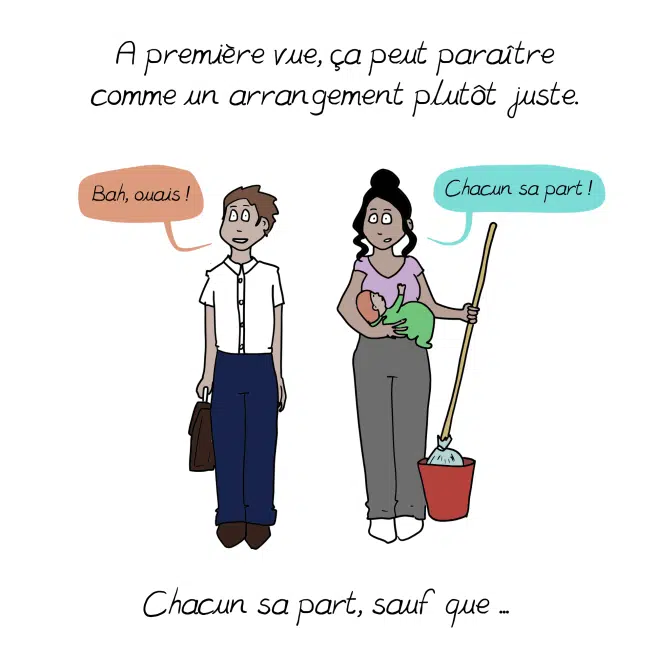 A première vue, ça peut paraître
comme un arrangement plutôt juste.
Bah, ouais !
Chacun sa part !
Chacun sa part, sauf que ...